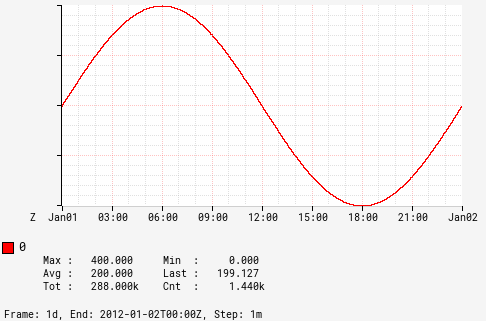 Z Jan01 03:00 06:00 09:00 12:00 15:00 18:00 21:00 Jan02
0
Max : 400.000 Min : 0.000
Avg : 200.000 Last : 199.127
Tot : 288.000k Cnt : 1.440k
Frame: 1d, End: 2012-01-02T00:00Z, Step: 1m